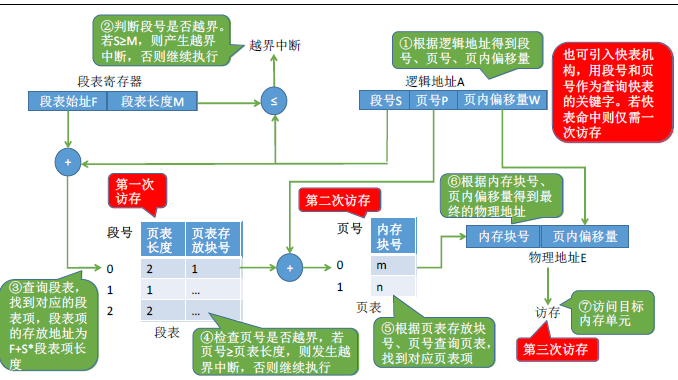 ②判断段号是否越界。
若S≥M，则产生越界
中断，否则继续执行
越界中断
①根据逻辑地址得到段
号、页号、页内偏移量
也可引入快表机
构，用段号和页
号作为查询快表
的关键字。若快
表命中则仅需一
次访存
段表寄存器
段表始址F 段表长度M
≤
逻辑地址A
段号S 页号P 页内偏移量W
+
第一次
访存
第二次访存
⑥根据内存块号、
页内偏移量得到最
终的物理地址
段号 页表
长度 页表存
放块号
0 2 1
1 1 ...
2 2 ...
段表
+
页号 内存
块号
0 m
1 n
页表
内存块号 页内偏移量
物理地址E
③查询段表，
找到对应的段
表项，段表项
的存放地址为
F+S*段表项长
度
④检查页号是否越界，若
页号≥页表长度，则发生越
界中断，否则继续执行
⑤根据页表存放块
号、页号查询页表，
找到对应页表项
访存
⑦访问目标
内存单元
第三次访存